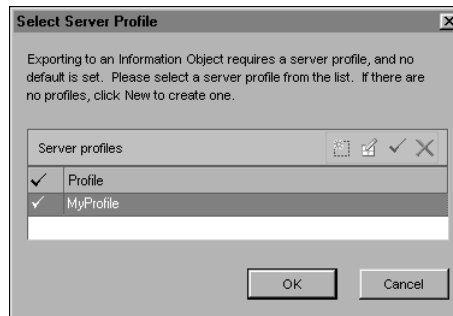 Select Server Profile
Exporting to an Information Object requires a server profile, and no
default is set. Please select a server profile from the list. If there are
no profiles, click New to create one.
Server profiles
Profile
MyProfile
OK
Cancel